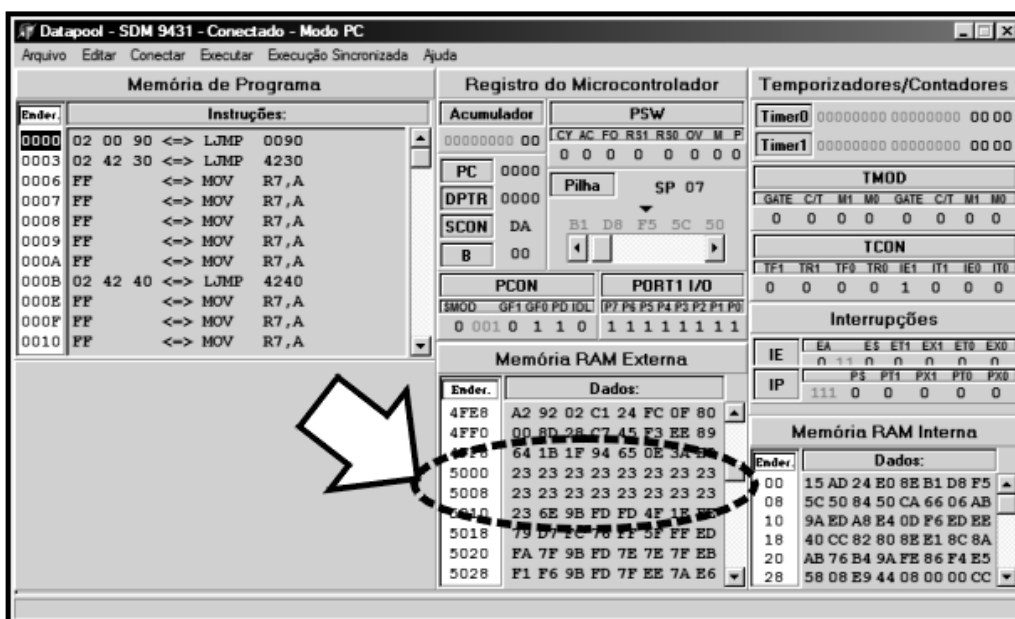 Datapool - SDM 9431 - Conectado - Modo PC
Arquivo Editar Conectar Executar Execução Sincronizada Ajuda
Memória de Programa
Ender. Instruções:
0000 02 00 90 <=> LJMP 0090
0003 02 42 30 <=> LJMP 4230
0006 FF <=> MOV R7,A
0007 FF <=> MOV R7,A
0008 FF <=> MOV R7,A
0009 FF <=> MOV R7,A
000A FF <=> MOV R7,A
000B 02 42 40 <=> LJMP 4240
000E FF <=> MOV R7,A
000F FF <=> MOV R7,A
0010 FF <=> MOV R7,A
Registro do Microcontrolador
Acumulador PSW
00000000 00 CY AC FO RS1 RS0 OV M P
0 0 0 0 0 0 0 0
PC 0000
DPTR 0000
SCON DA
B 00
Pilha SP 07
B1 D8 F5 5C 50
PCON PORT1 I/O
SMOD GF1 GF0 PD IDL P7 P6 P5 P4 P3 P2 P1 P0
0 001 0 1 1 0 1 1 1 1 1 1 1 1
Memória RAM Externa
Ender. Dados:
4FE8 A2 92 02 C1 24 FC 0F 80
4FF0 00 8D 28 C7 45 F3 EE 89
64 1B 1F 94 65 0E 3A
5000 23 23 23 23 23 23 23 23
5008 23 23 23 23 23 23 23 23
5010 23 6E 9B FD FD 4F 1E
5018 79 D7 FC 76 FF 5F FF ED
5020 FA 7F 9B FD 7E 7E 7F EB
5028 F1 F6 9B FD 7F EE 7A E6
Temporizadores/Contadores
Timer0 00000000 00000000 00 00
Timer1 00000000 00000000 00 00
TMOD
GATE C/T M1 M0 GATE C/T M1 M0
0 0 0 0 0 0 0 0
TCON
TF1 TR1 TF0 TR0 IE1 IT1 IE0 IT0
0 0 0 0 1 0 0 0
Interrupções
IE EA ES ET1 EX1 ET0 EX0
0 11 0 0 0 0 0
IP PS PT1 PX1 PT0 PX0
111 0 0 0 0 0
Memória RAM Interna
Ender. Dados:
00 15 AD 24 E0 8E B1 D8 F5
08 5C 50 84 50 CA 66 06 AB
10 9A ED A8 E4 0D F6 ED EE
18 40 CC 82 80 8E E1 8C 8A
20 AB 76 B4 9A FE 86 F4 E5
28 58 08 E9 44 08 00 00 CC